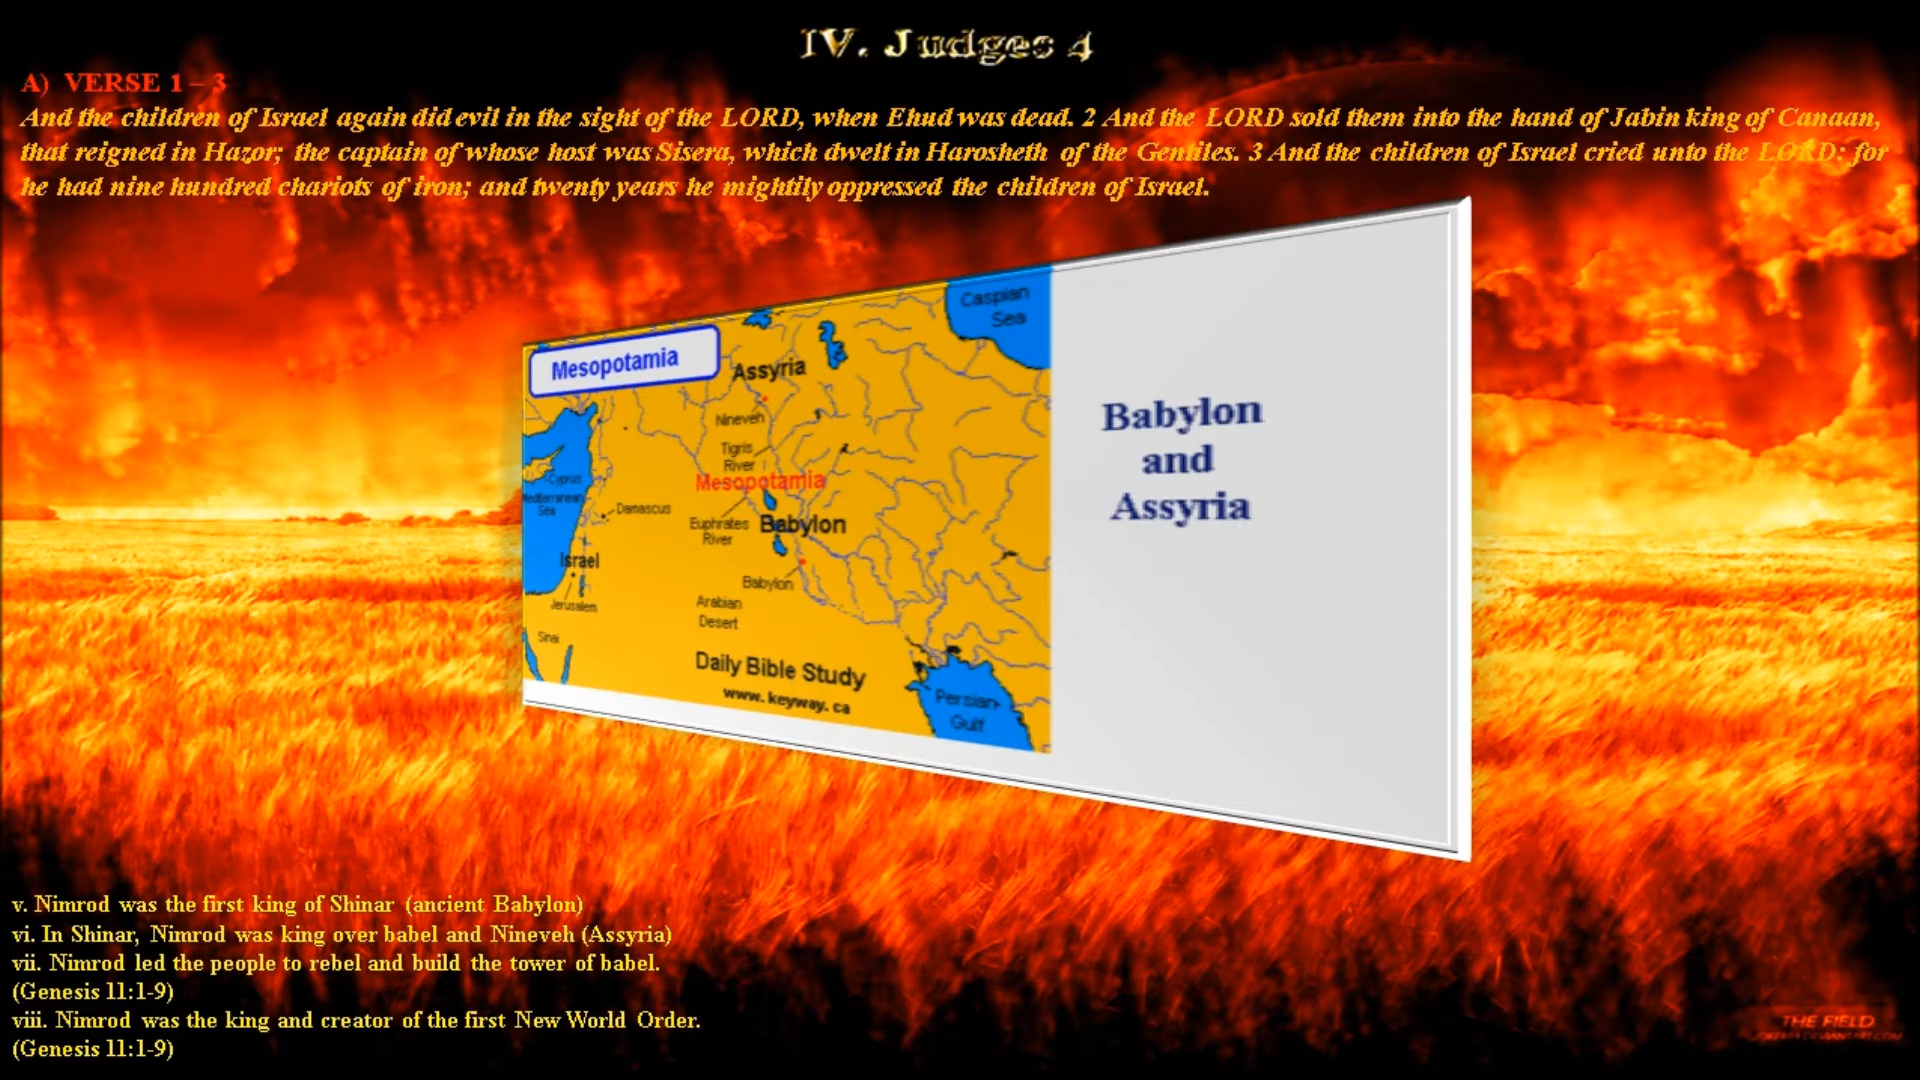 IV. Judges 4
A) VERSE 1 – 3
And the children of Israel again did evil in the sight of the LORD, when Ehud was dead. 2 And the LORD sold them into the hand of Jabin king of Canaan,
that reigned in Hazor; the captain of whose host was Sisera, which dwelt in Harosheth of the Gentiles. 3 And the children of Israel cried unto the LORD: for
he had nine hundred chariots of iron; and twenty years he mightily oppressed the children of Israel.
Caspian
Sea
Mesopotamia
Assyria
Nineveh
Tigris
River
Mesopotamia
Cyprus
Mediterranean
Sea
Damascus
Euphrates
River
Babylon
Israel
Babylon
Jerusalem
Arabian
Desert
Sinai
Daily Bible Study
www.keyway.ca
Persian
Gulf
Babylon
and
Assyria
v. Nimrod was the first king of Shinar (ancient Babylon)
vi. In Shinar, Nimrod was king over babel and Nineveh (Assyria)
vii. Nimrod led the people to rebel and build the tower of babel.
(Genesis 11:1-9)
viii. Nimrod was the king and creator of the first New World Order.
(Genesis 11:1-9)
THE FIELD